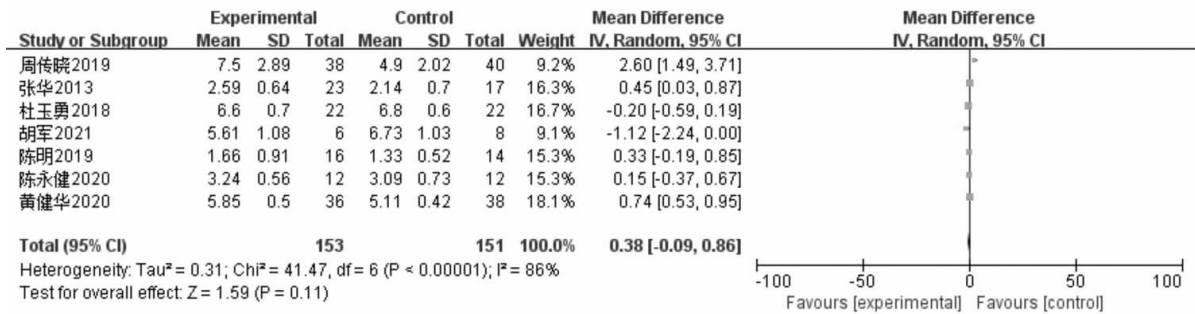 Experimental Control Mean Difference Mean Difference
Study or Subgroup Mean SD Total Mean SD Total Weight IV, Random, 95% CI IV, Random, 95% CI
周传晓2019 7.5 2.89 38 4.9 2.02 40 9.2% 2.60 [1.49, 3.71]
张华2013 2.59 0.64 23 2.14 0.7 17 16.3% 0.45 [0.03, 0.87]
杜玉勇2018 6.6 0.7 22 6.8 0.6 22 16.7% -0.20 [-0.59, 0.19]
胡军2021 5.61 1.08 6 6.73 1.03 8 9.1% -1.12 [-2.24, 0.00]
陈明2019 1.66 0.91 16 1.33 0.52 14 15.3% 0.33 [-0.19, 0.85]
陈永健2020 3.24 0.56 12 3.09 0.73 12 15.3% 0.15 [-0.37, 0.67]
黄健华2020 5.85 0.5 36 5.11 0.42 38 18.1% 0.74 [0.53, 0.95]
Total (95% CI) 153 151 100.0% 0.38 [-0.09, 0.86]
Heterogeneity: Tau² = 0.31; Chi² = 41.47, df = 6 (P < 0.00001); I² = 86%
Test for overall effect: Z = 1.59 (P = 0.11)
-100 -50 0 50 100
Favours [experimental] Favours [control]